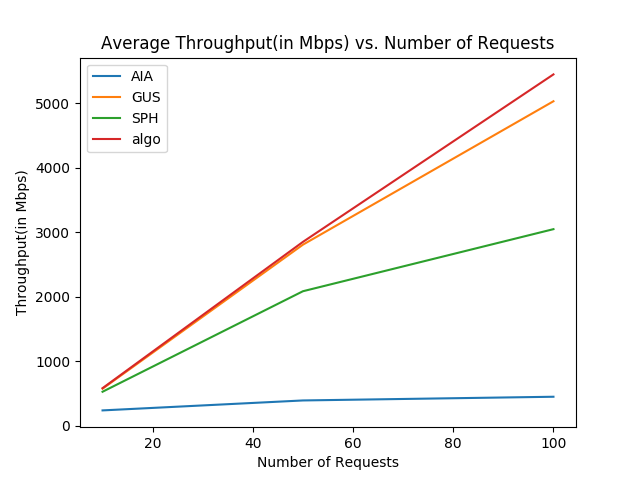 Average Throughput(in Mbps) vs. Number of Requests
AIA
GUS
SPH
algo
Throughput(in Mbps)
5000
4000
3000
2000
1000
0
20 40 60 80 100
Number of Requests